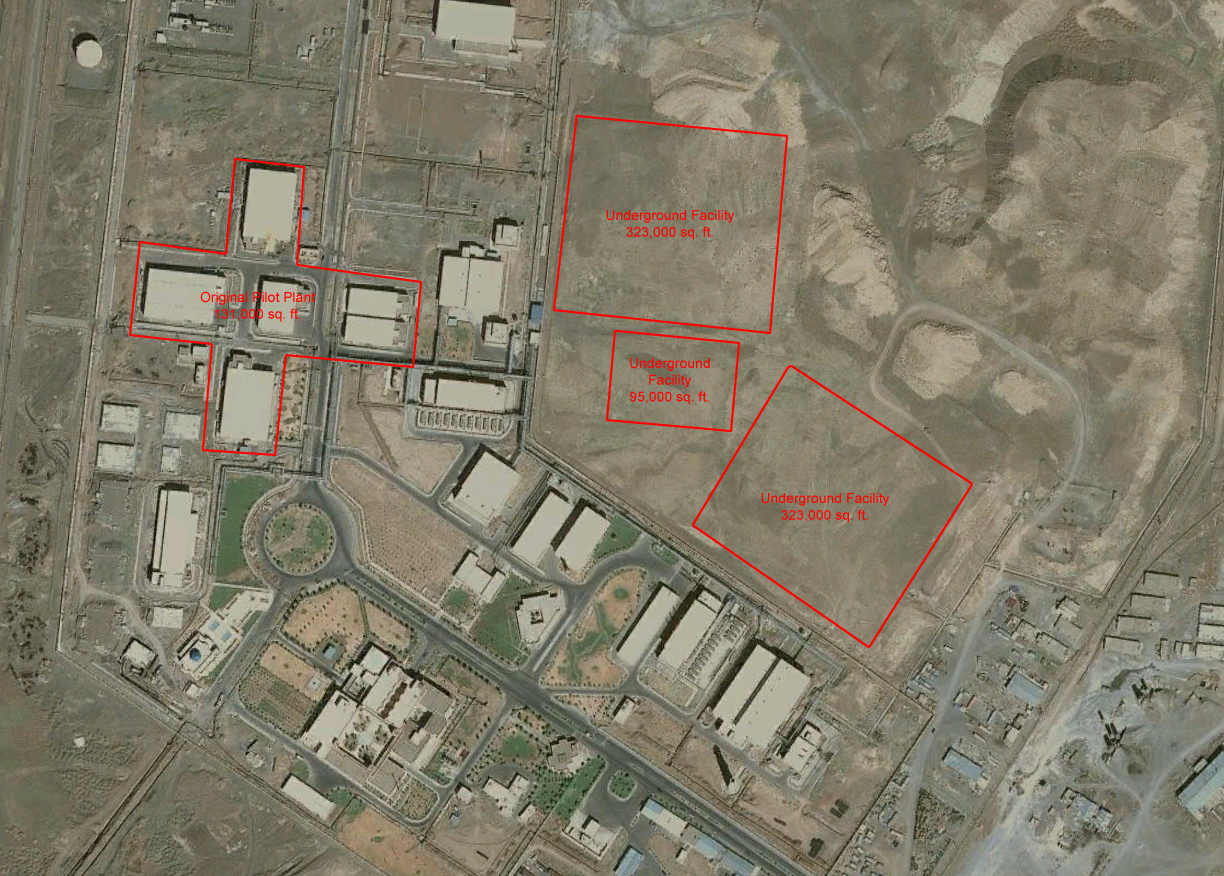 Underground Facility
323,000 sq. ft.
Original Pilot Plant
131,000 sq. ft.
Underground
Facility
95,000 sq. ft.
Underground Facility
323,000 sq. ft.